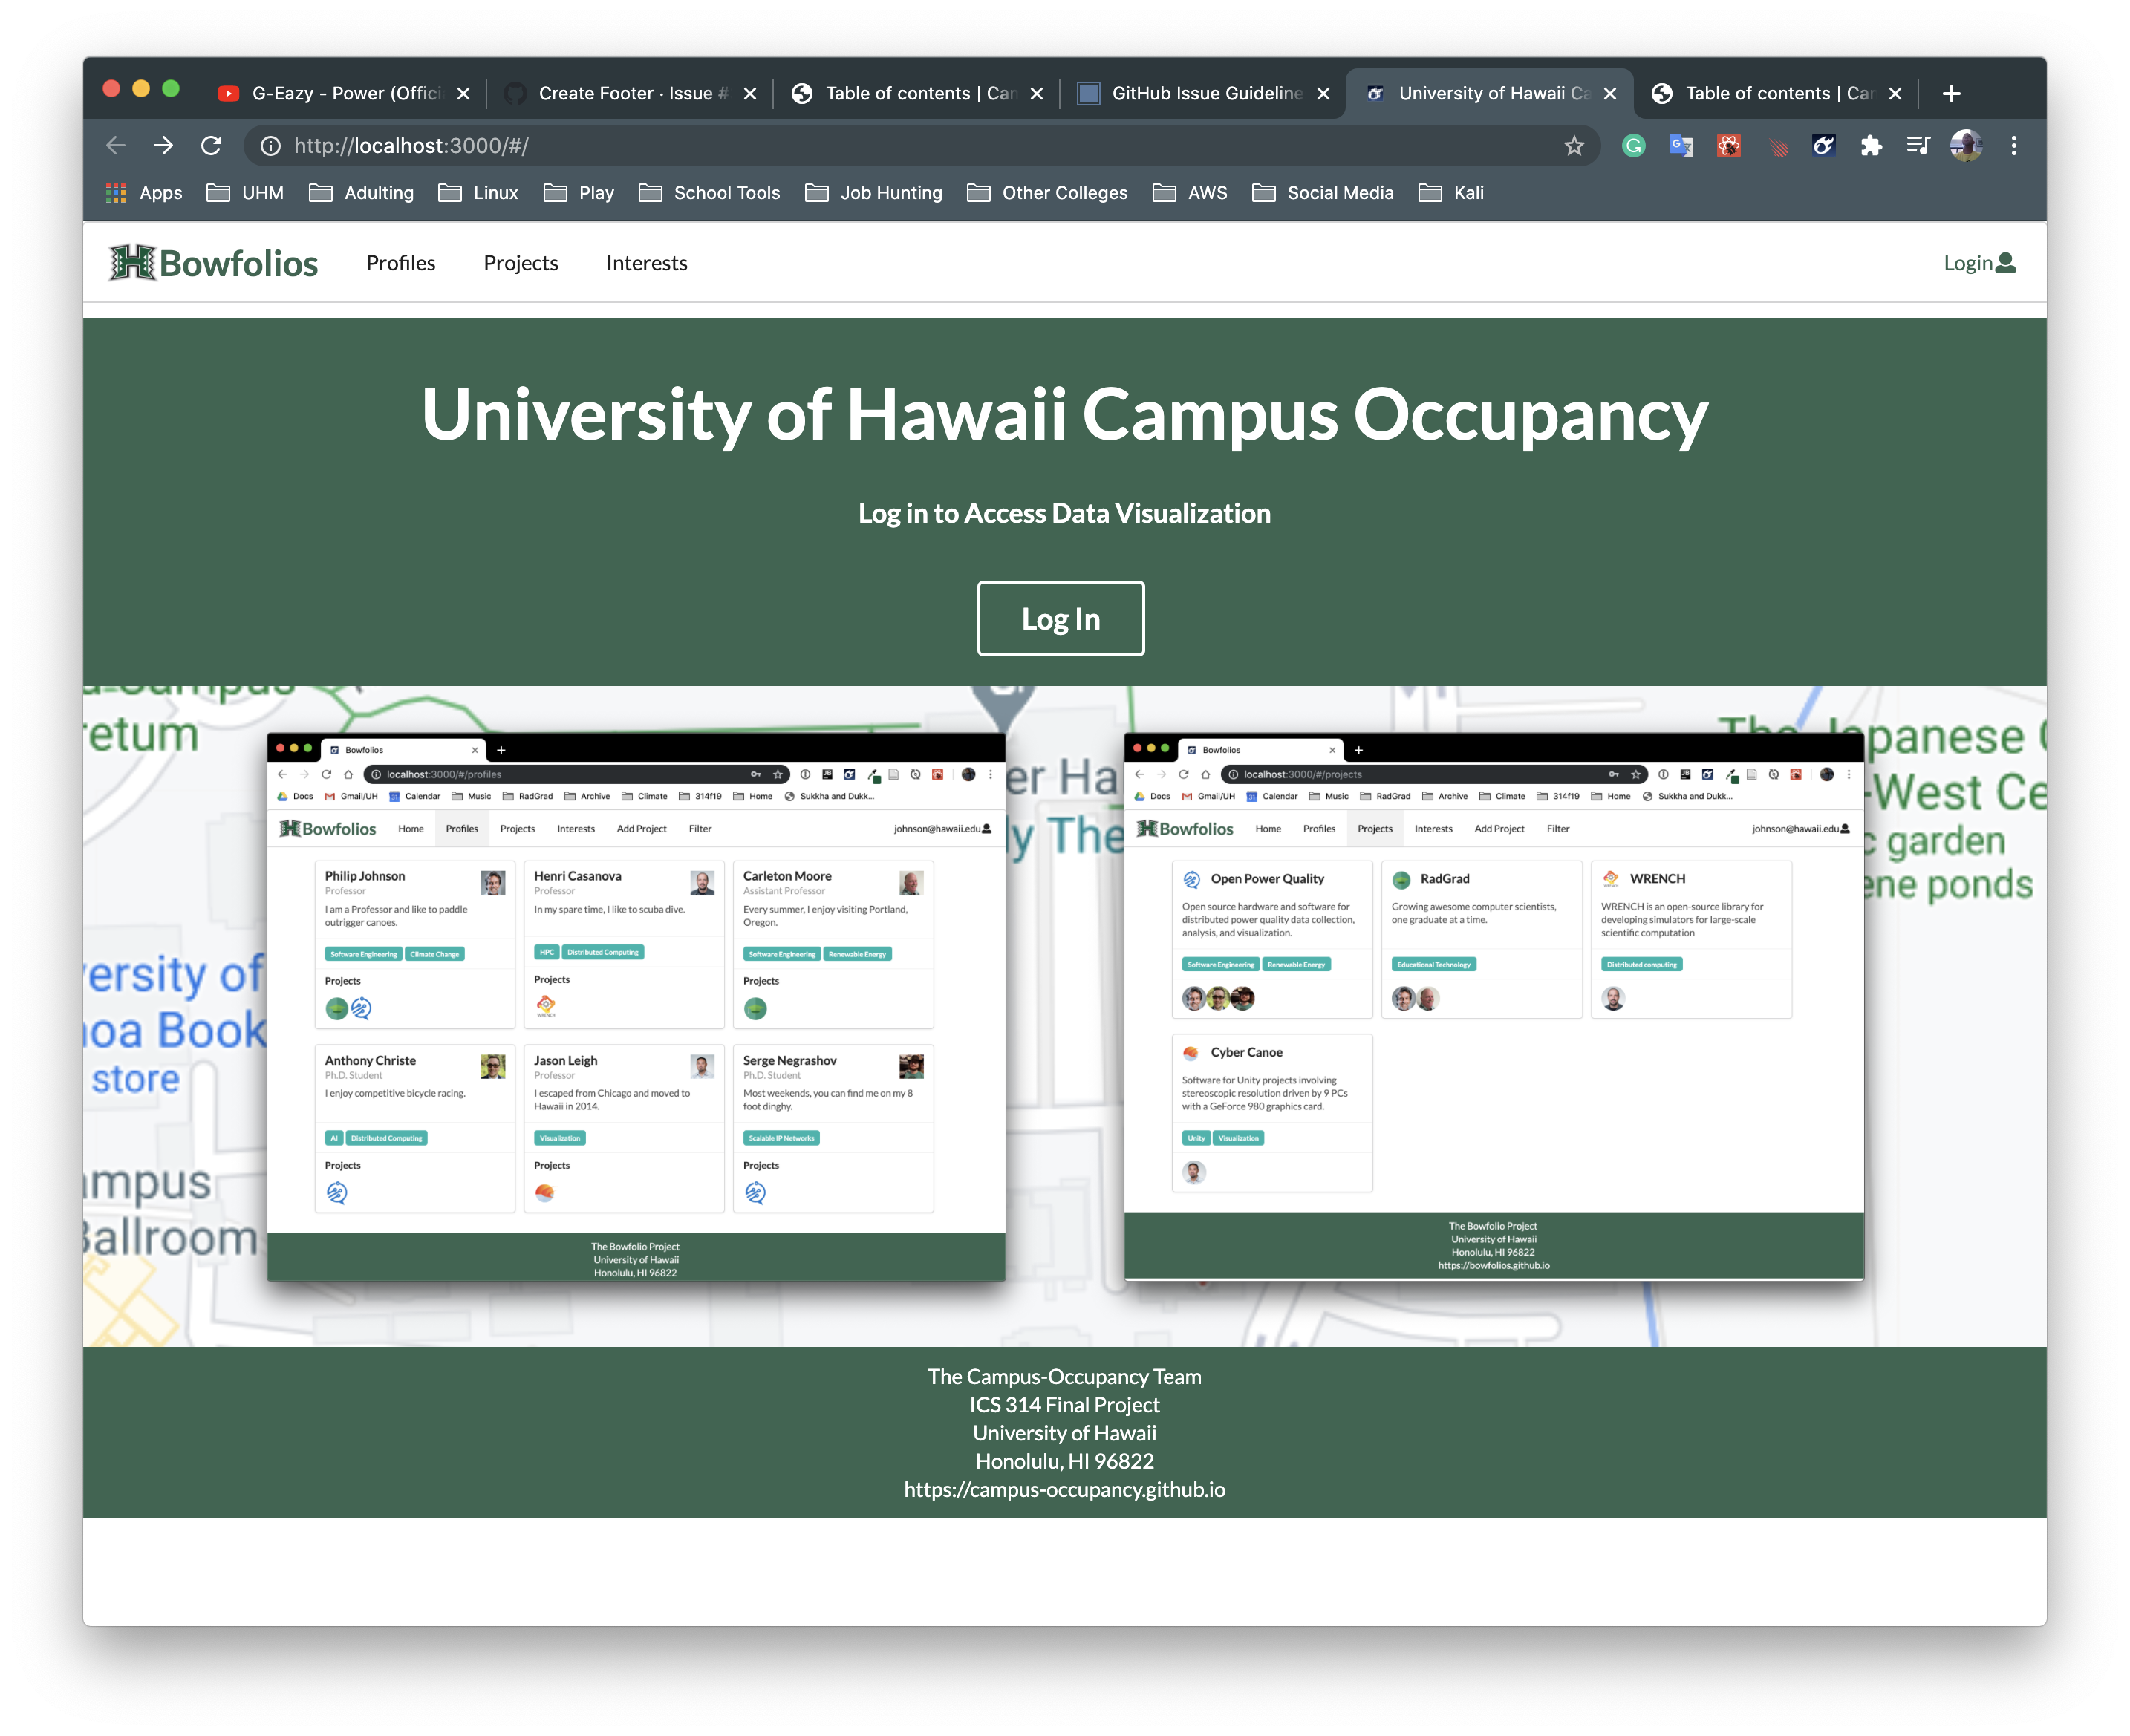 G-Eazy - Power (Offici
Create Footer · Issue #
Table of contents | Can
GitHub Issue Guideline
University of Hawaii Ca
Table of contents | Car
http://localhost:3000/#/
Apps UHM Adulting Linux Play School Tools Job Hunting Other Colleges AWS Social Media Kali
Bowfolios Profiles Projects Interests Login
University of Hawaii Campus Occupancy
Log in to Access Data Visualization
Log In
retum
er Ha
ly The
Japanese
-West Ce
c garden
ene ponds
ersity of
oa Book
store
mpus
Ballroom
Bowfolios
localhost:3000/#/profiles
Docs Gmail/UH Calendar Music RadGrad Archive Climate 314f19 Home Sukkha and Dukk...
Bowfolios Home Profiles Projects Interests Add Project Filter johnson@hawaii.edu
Philip Johnson
Professor
I am a Professor and like to paddle
outrigger canoes.
Software Engineering Climate Change
Projects
Henri Casanova
Professor
In my spare time, I like to scuba dive.
HPC Distributed Computing
Projects
WRENCH
Carleton Moore
Assistant Professor
Every summer, I enjoy visiting Portland,
Oregon.
Software Engineering Renewable Energy
Projects
Anthony Christe
Ph.D. Student
I enjoy competitive bicycle racing.
AI Distributed Computing
Projects
Jason Leigh
Professor
I escaped from Chicago and moved to
Hawaii in 2014.
Visualization
Projects
Serge Negrashov
Ph.D. Student
Most weekends, you can find me on my 8
foot dinghy.
Scalable IP Networks
Projects
The Bowfolio Project
University of Hawaii
Honolulu, HI 96822
Bowfolios
localhost:3000/#/projects
Docs Gmail/UH Calendar Music RadGrad Archive Climate 314f19 Home Sukkha and Dukk...
Bowfolios Home Profiles Projects Interests Add Project Filter johnson@hawaii.edu
Open Power Quality
Open source hardware and software for
distributed power quality data collection,
analysis, and visualization.
Software Engineering Renewable Energy
RadGrad
Growing awesome computer scientists,
one graduate at a time.
Educational Technology
WRENCH
WRENCH is an open-source library for
developing simulators for large-scale
scientific computation
Distributed computing
Cyber Canoe
Software for Unity projects involving
stereoscopic resolution driven by 9 PCs
with a GeForce 980 graphics card.
Unity Visualization
The Bowfolio Project
University of Hawaii
Honolulu, HI 96822
https://bowfolios.github.io
The Campus-Occupancy Team
ICS 314 Final Project
University of Hawaii
Honolulu, HI 96822
https://campus-occupancy.github.io